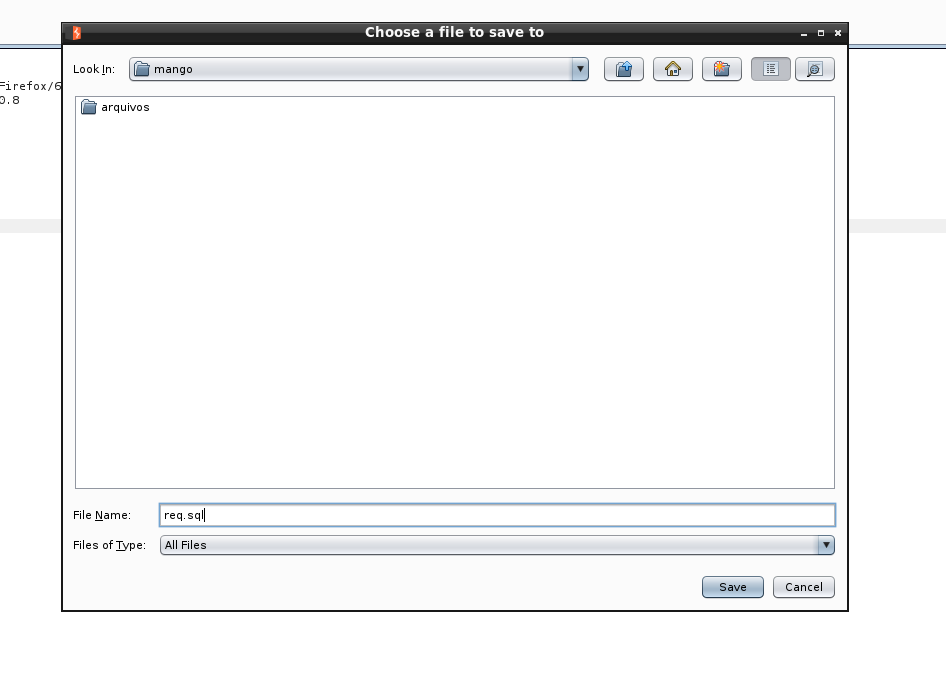 Choose a file to save to
Look In: mango
Firefox/6
0.8
arquivos
File Name: req.sql
Files of Type: All Files
Save Cancel